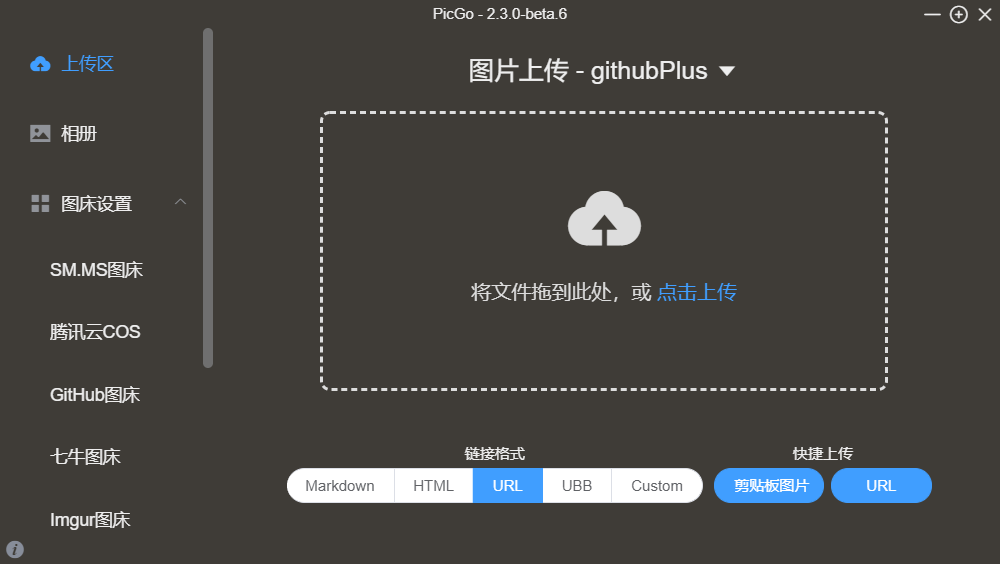 PicGo - 2.3.0-beta.6
上传区
相册
图床设置
SM.MS图床
腾讯云COS
GitHub图床
七牛图床
Imgur图床
图片上传 - githubPlus
将文件拖到此处，或 点击上传
链接格式
Markdown HTML URL UBB Custom
快捷上传
剪贴板图片 URL